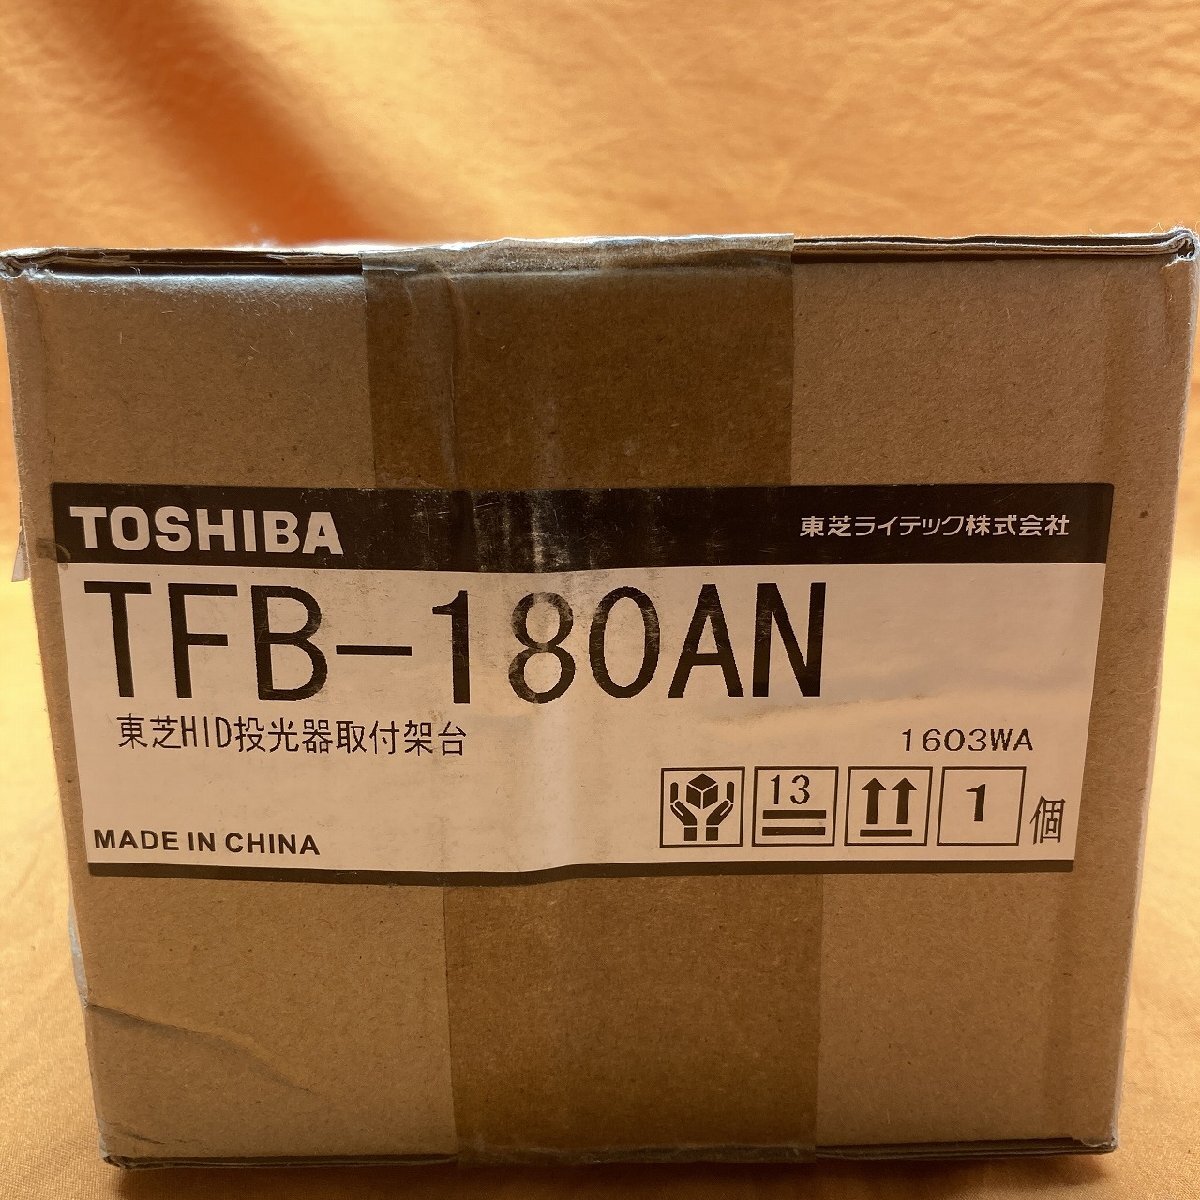 TOSHIBA 東芝ライテック株式会社
TFB-180AN
東芝HID投光器取付架台
1603WA
13
1 個
MADE IN CHINA